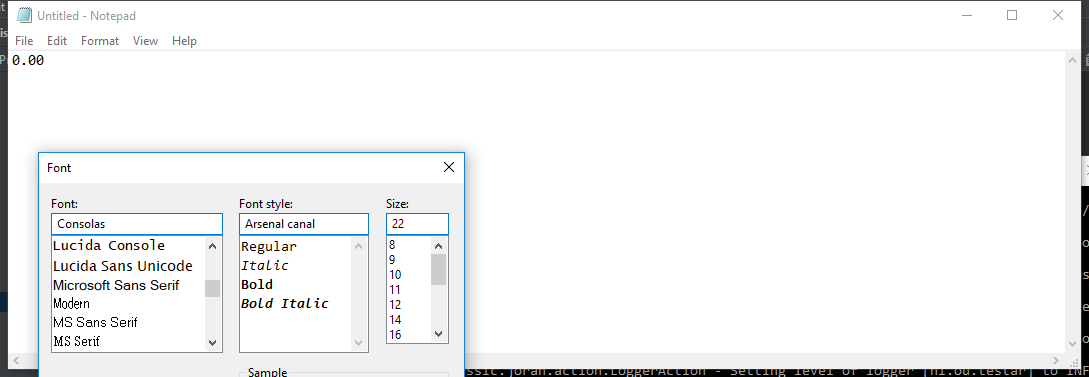 Untitled - Notepad
File Edit Format View Help
0.00
Font
Font: Font style: Size:
Consolas Arsenal canal 22
Lucida Console
Lucida Sans Unicode
Microsoft Sans Serif
Modern
MS Sans Serif
MS Serif
Regular
Italic
Bold
Bold Italic
8
9
10
11
12
14
16
Sample
ssic.joran.action.LoggerAction - Setting level of logger [nl.ou.testar] to INF